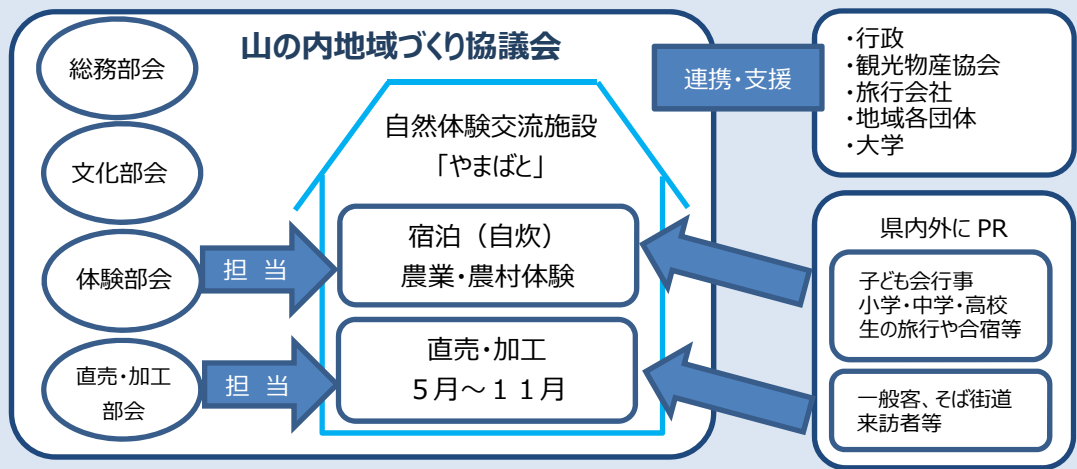 山の内地域づくり協議会
総務部会
文化部会
体験部会
直売・加工
部会
担 当
担 当
自然体験交流施設
「やまばと」
宿泊（自炊）
農業・農村体験
直売・加工
５月～１１月
連携・支援
・行政
・観光物産協会
・旅行会社
・地域各団体
・大学
県内外に PR
子ども会行事
小学・中学・高校
生の旅行や合宿等
一般客、そば街道
来訪者等